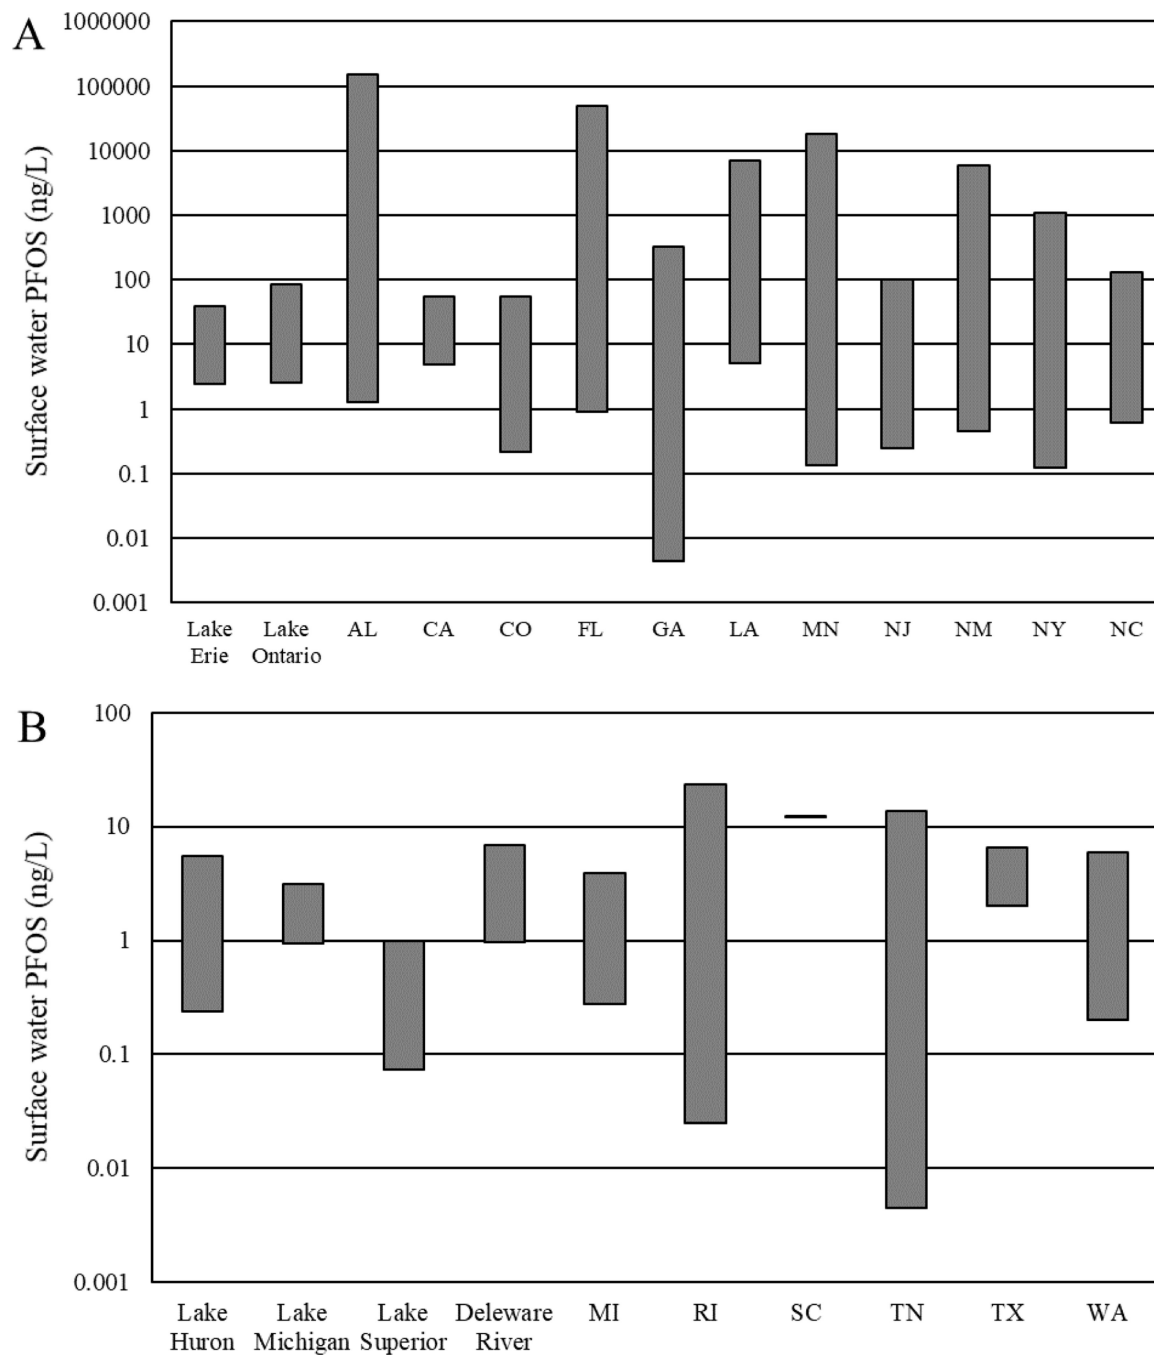 A
Surface water PFOS (ng/L)
1000000
100000
10000
1000
100
10
1
0.1
0.01
0.001
Lake Erie
Lake Ontario
AL
CA
CO
FL
GA
LA
MN
NJ
NM
NY
NC
B
Surface water PFOS (ng/L)
100
10
1
0.1
0.01
0.001
Lake Huron
Lake Michigan
Lake Superior
Deleware River
MI
RI
SC
TN
TX
WA